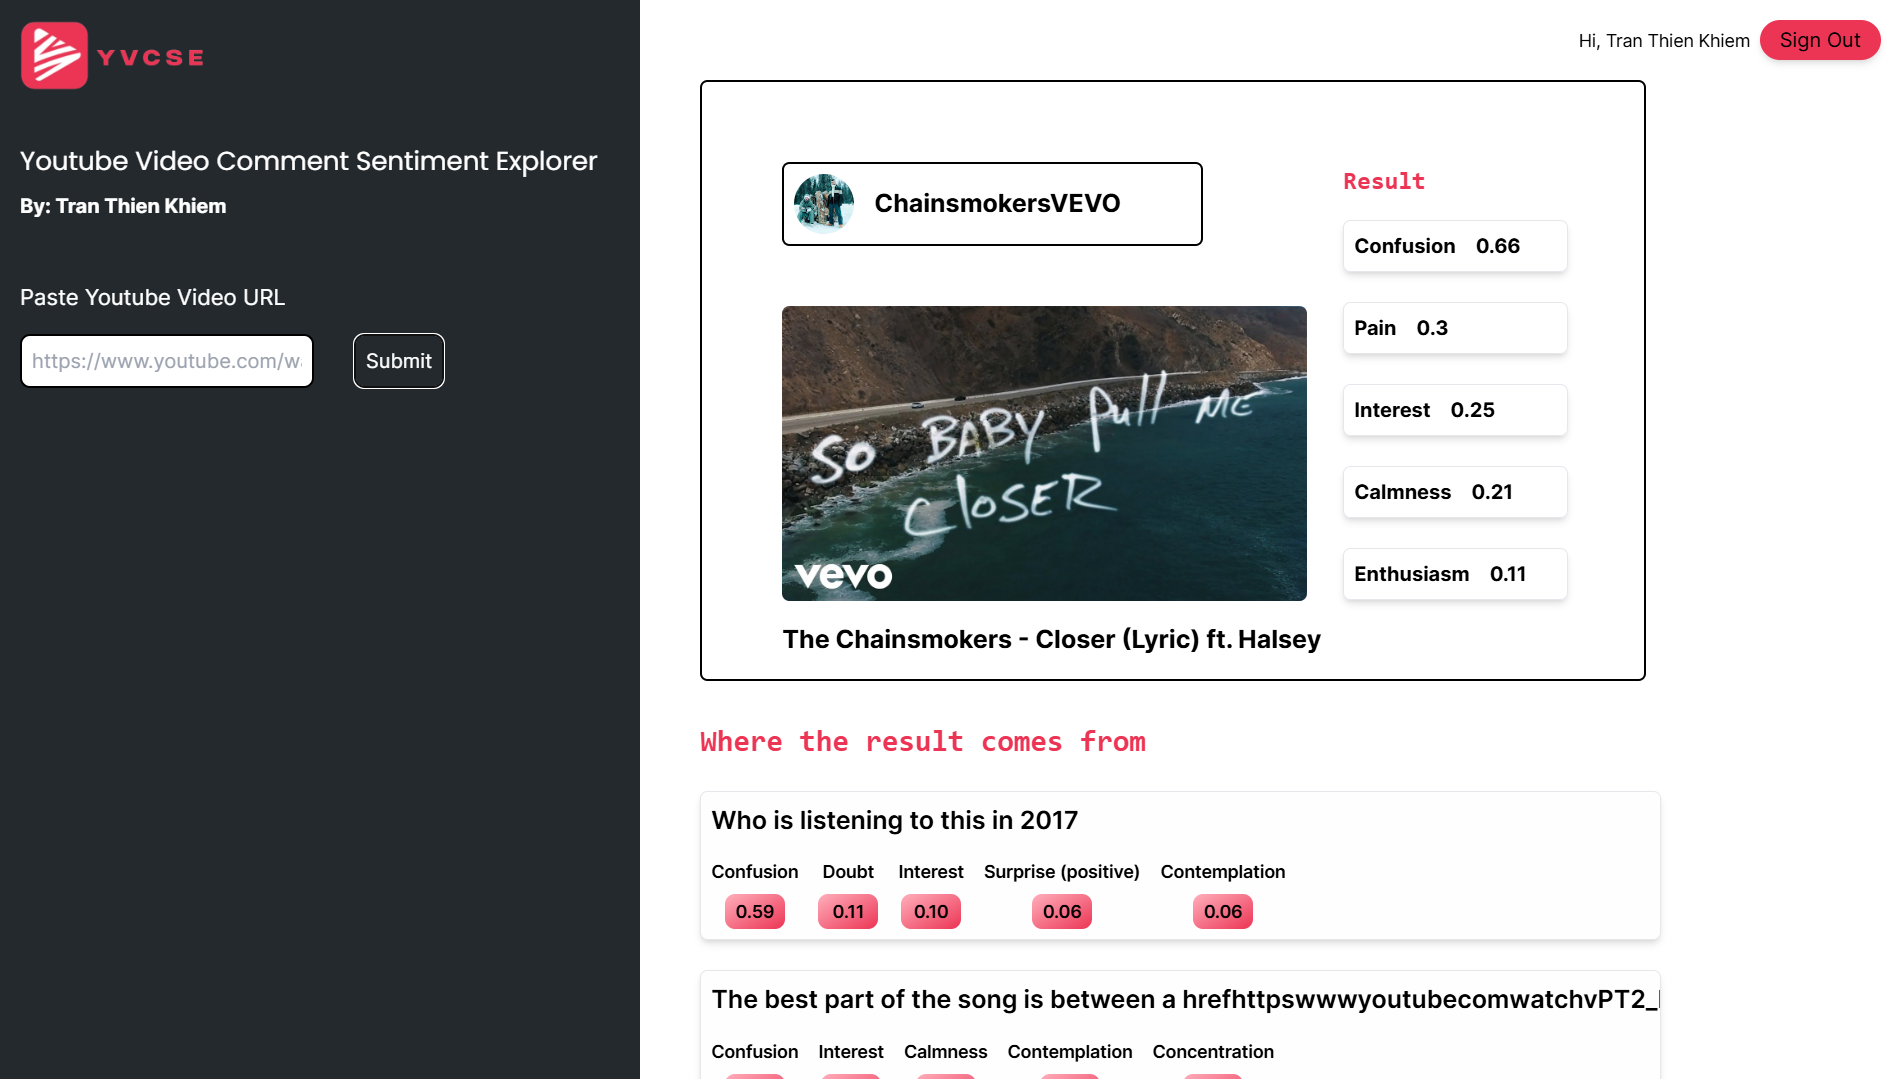 YVCSE
Youtube Video Comment Sentiment Explorer
By: Tran Thien Khiem
Paste Youtube Video URL
https://www.youtube.com/wa
Submit
Hi, Tran Thien Khiem
Sign Out
ChainsmokersVEVO
SO BABY Pull ME
CLOSER
vevo
The Chainsmokers - Closer (Lyric) ft. Halsey
Result
Confusion 0.66
Pain 0.3
Interest 0.25
Calmness 0.21
Enthusiasm 0.11
Where the result comes from
Who is listening to this in 2017
Confusion Doubt Interest Surprise (positive) Contemplation
0.59 0.11 0.10 0.06 0.06
The best part of the song is between a hrefhttpswwwyoutubecomwatchvPT2_
Confusion Interest Calmness Contemplation Concentration